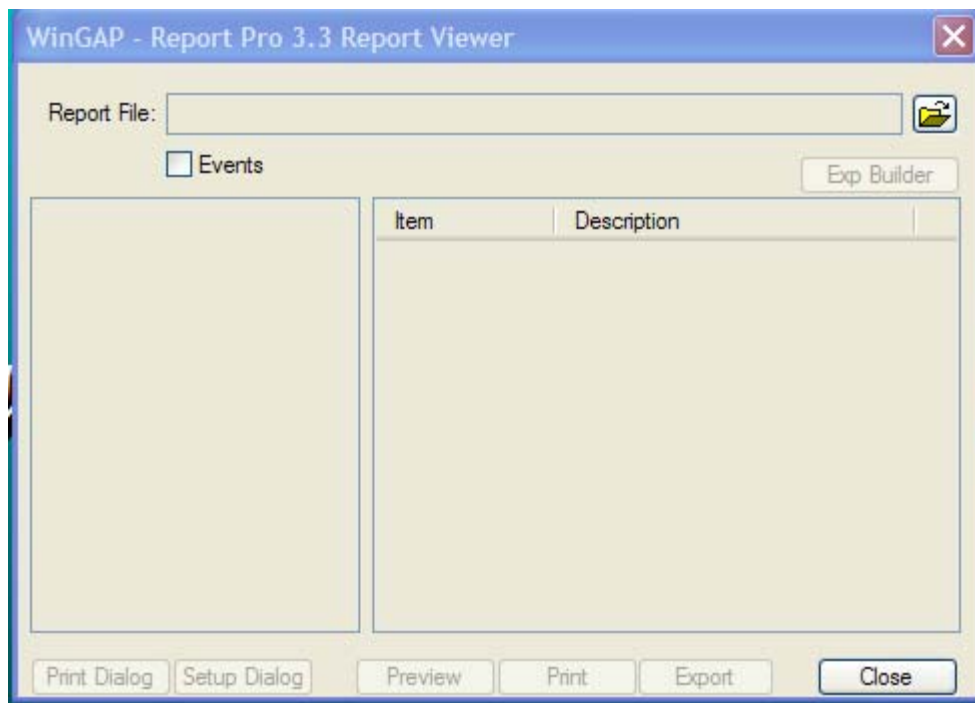 WinGAP - Report Pro 3.3 Report Viewer
Report File:
Events
Exp Builder
Item Description
Print Dialog Setup Dialog Preview Print Export Close